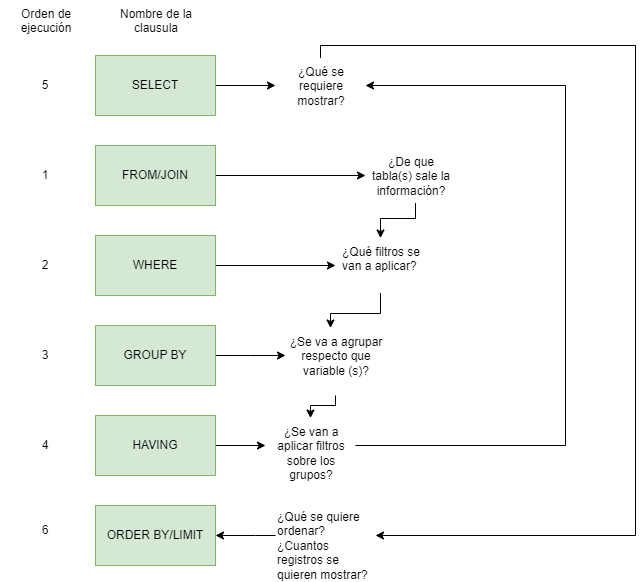 Orden de
ejecución
Nombre de la
clausula
5
SELECT
¿Qué se
requiere
mostrar?
1
FROM/JOIN
¿De que
tabla(s) sale la
información?
2
WHERE
¿Qué filtros se
van a aplicar?
3
GROUP BY
¿Se va a agrupar
respecto que
variable (s)?
4
HAVING
¿Se van a
aplicar filtros
sobre los
grupos?
6
ORDER BY/LIMIT
¿Qué se quiere
ordenar?
¿Cuantos
registros se
quieren mostrar?